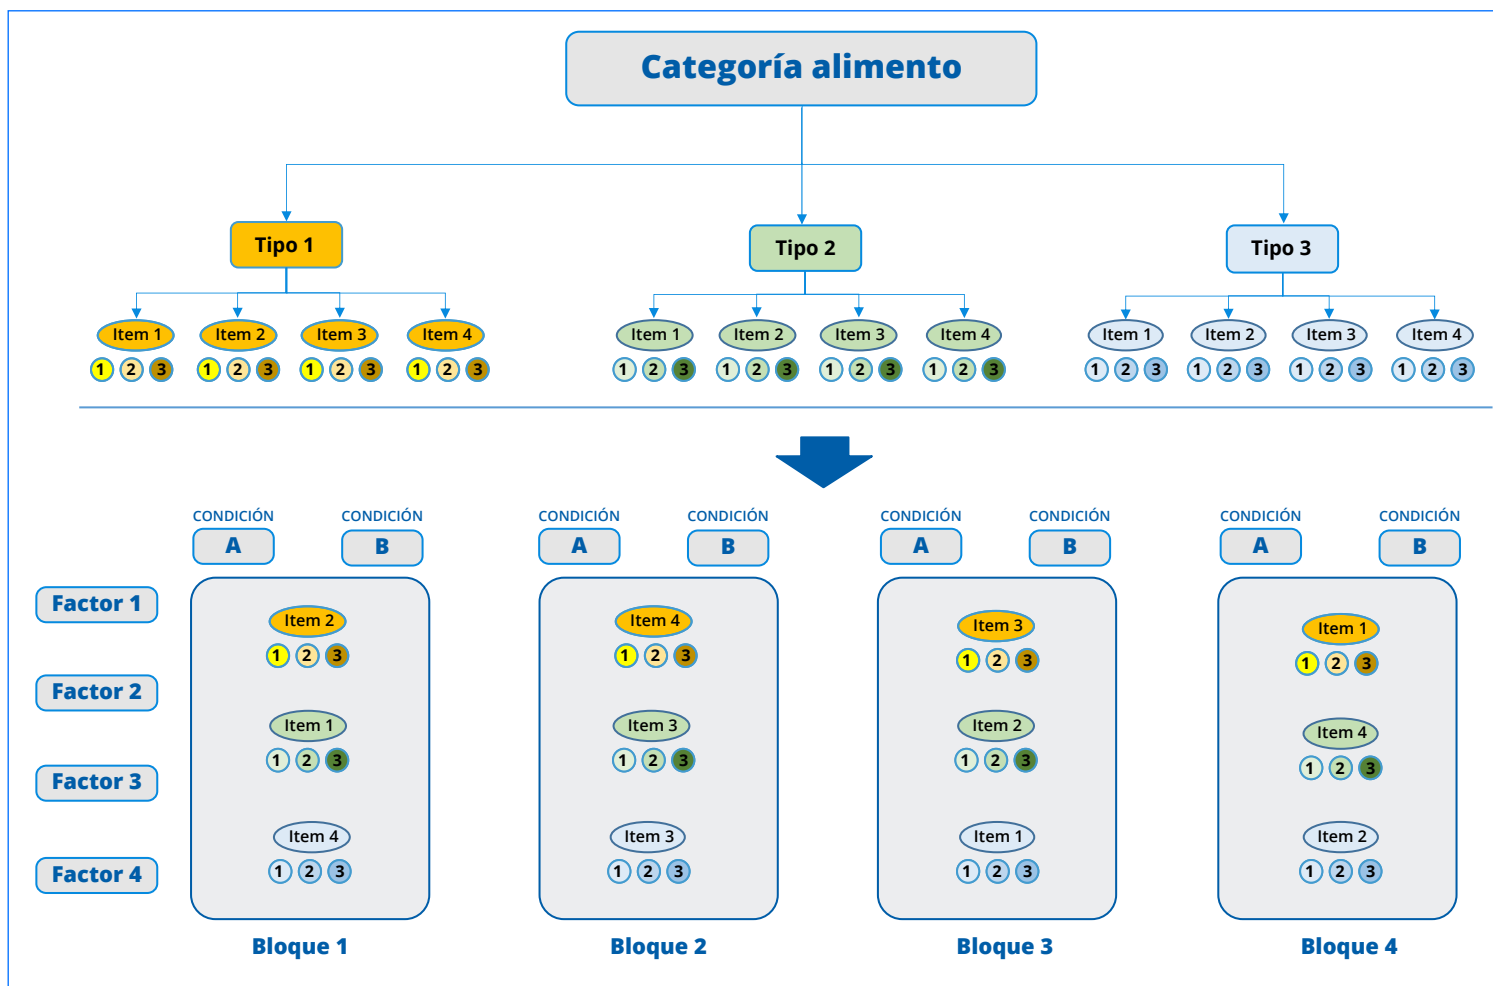 Categoría alimento
Tipo 1 Tipo 2 Tipo 3
Item 1 Item 2 Item 3 Item 4 Item 1 Item 2 Item 3 Item 4 Item 1 Item 2 Item 3 Item 4
1 2 3 1 2 3 1 2 3 1 2 3 1 2 3 1 2 3 1 2 3 1 2 3 1 2 3 1 2 3 1 2 3 1 2 3
CONDICIÓN CONDICIÓN CONDICIÓN CONDICIÓN CONDICIÓN CONDICIÓN CONDICIÓN CONDICIÓN
A B A B A B A B
Factor 1
Item 2 Item 4 Item 3 Item 1
1 2 3 1 2 3 1 2 3 1 2 3
Factor 2
Item 1 Item 3 Item 2 Item 4
1 2 3 1 2 3 1 2 3 1 2 3
Factor 3
Item 4 Item 3 Item 1 Item 2
1 2 3 1 2 3 1 2 3 1 2 3
Factor 4
Bloque 1 Bloque 2 Bloque 3 Bloque 4